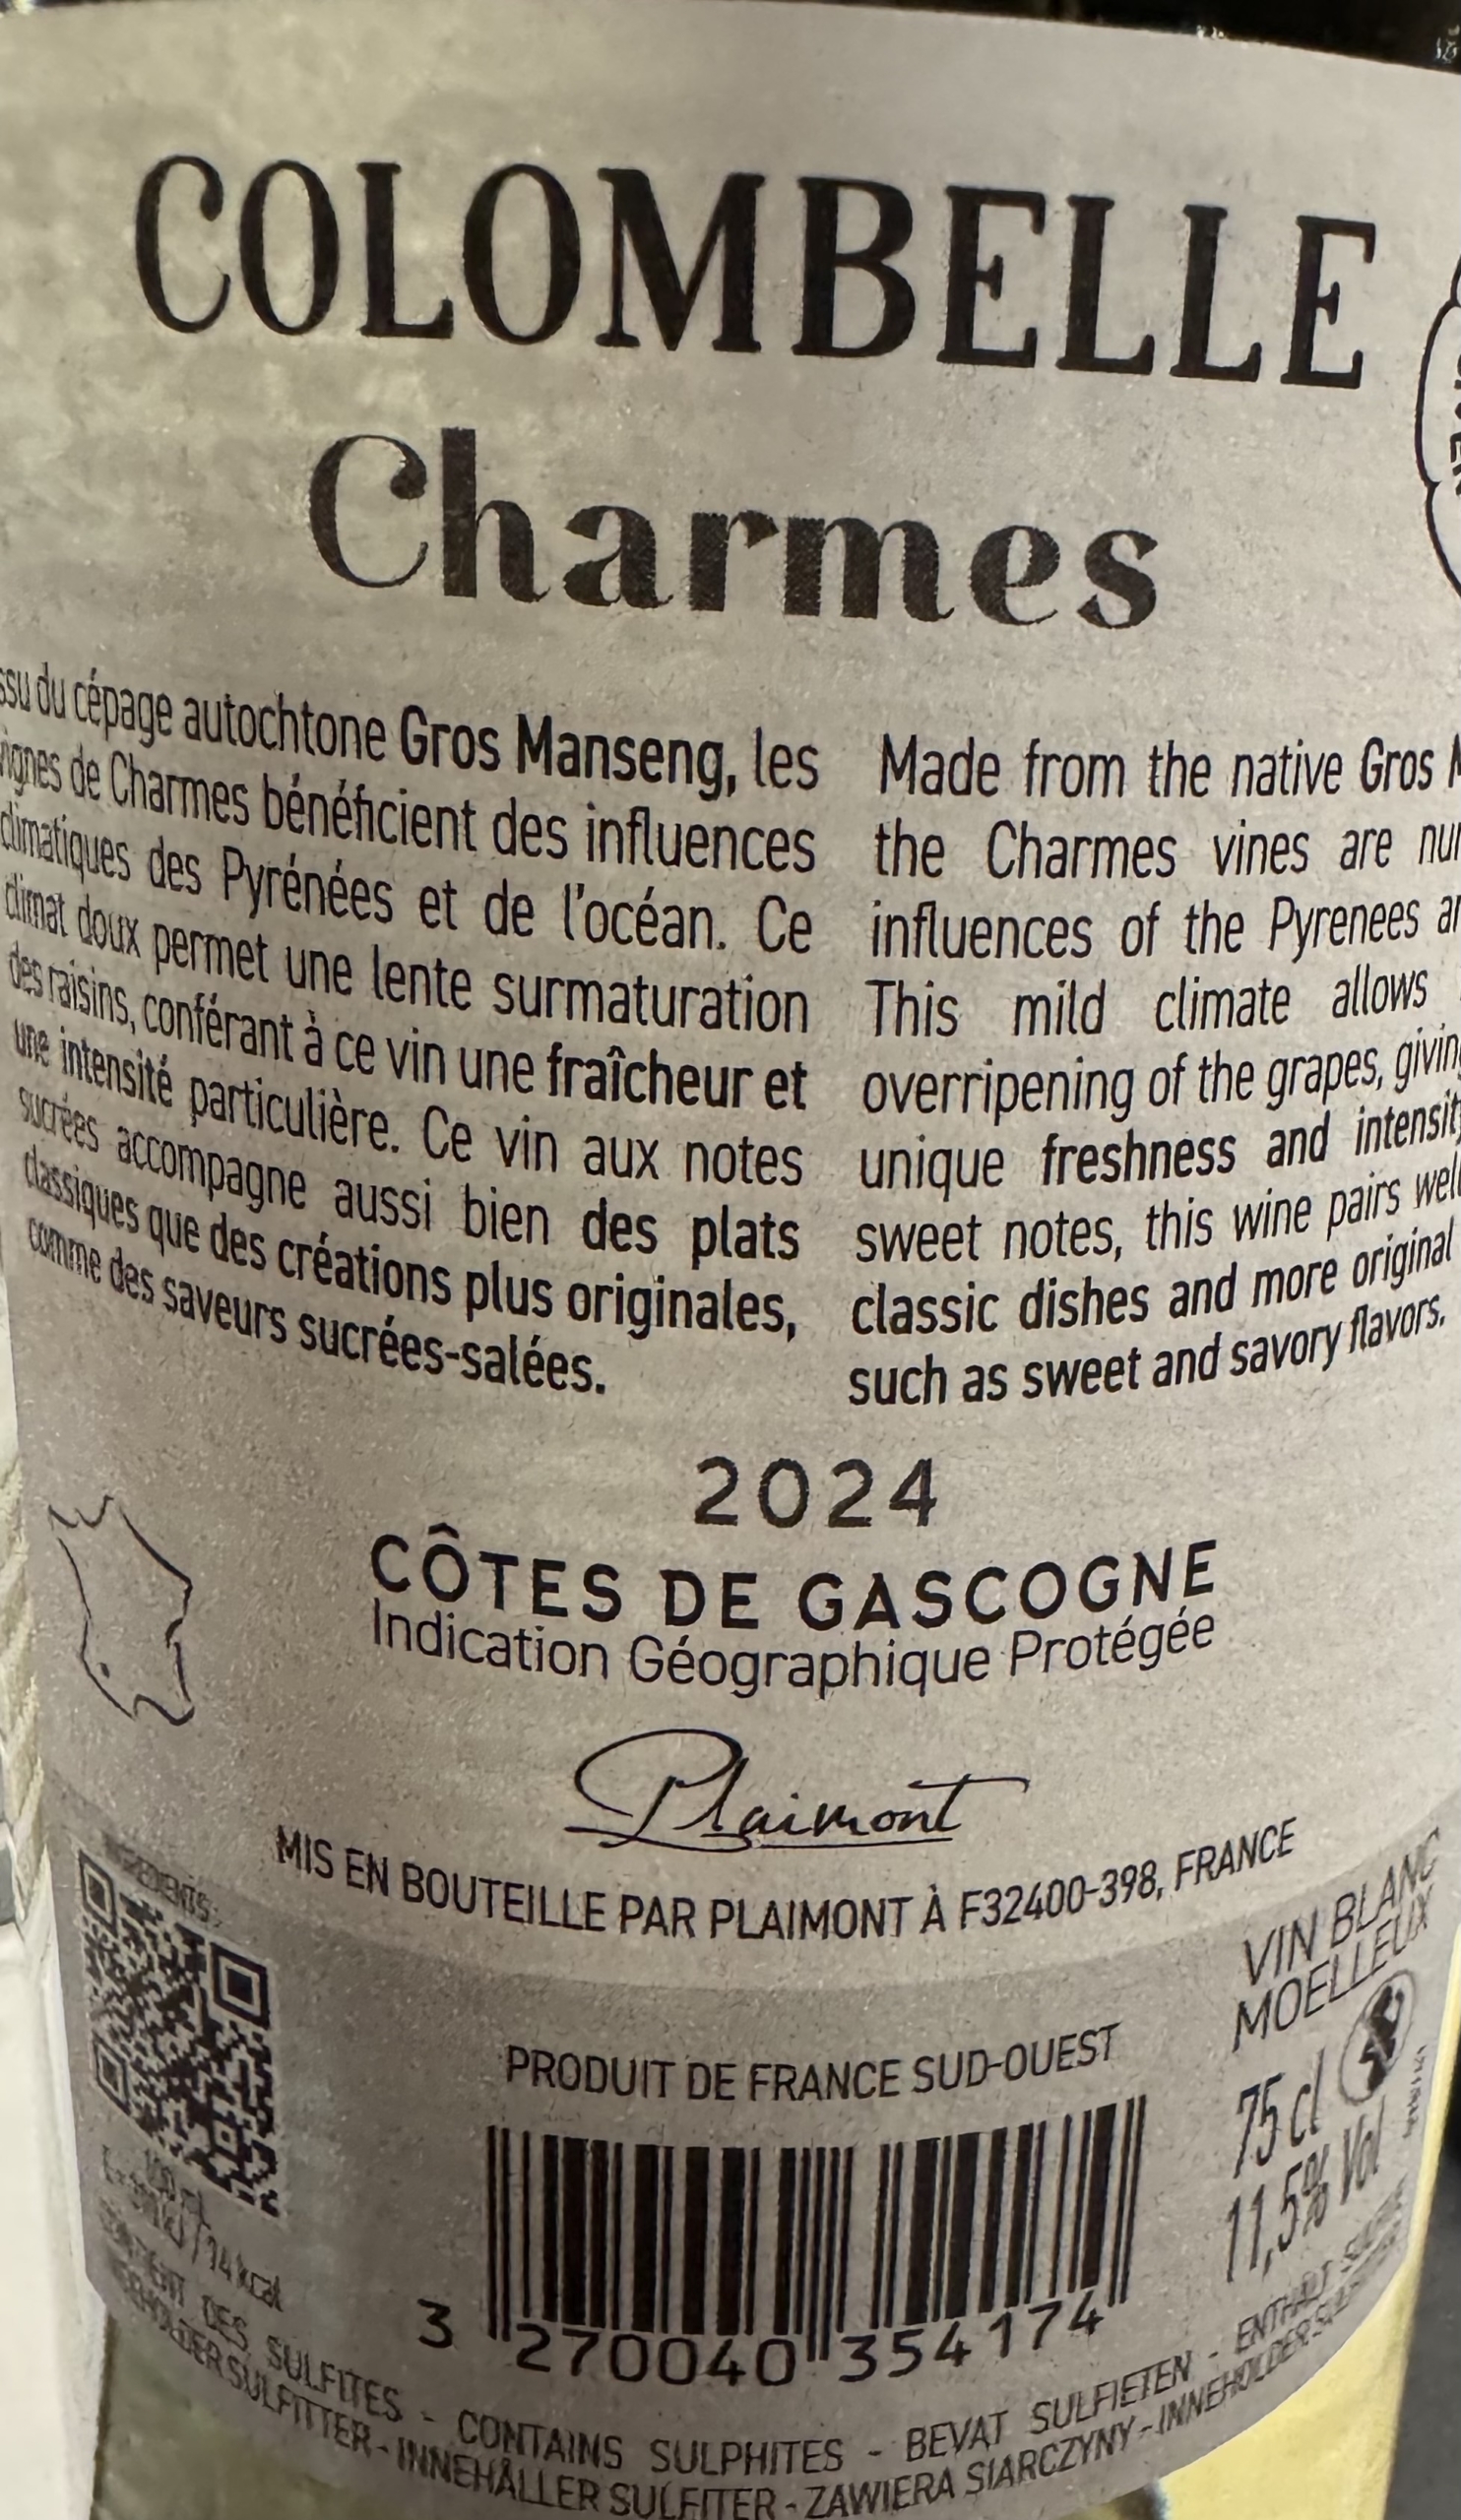 COLOMBELLE
Charmes
du cépage autochtone Gros Manseng, les
vignes de Charmes bénéficient des influences
climatiques des Pyrénées et de l'océan. Ce
climat doux permet une lente surmaturation
des raisins, conférant à ce vin une fraîcheur et
une intensité particulière. Ce vin aux notes
sucrées accompagne aussi bien des plats
classiques que des créations plus originales,
comme des saveurs sucrées-salées.
Made from the native Gros
the Charmes vines are
influences of the Pyrenees
This mild climate allows
overripening of the grapes,
unique freshness and
sweet notes, this wine pairs
classic dishes and more original
such as sweet and savory flavors.
2024
CÔTES DE GASCOGNE
Indication Géographique Protégée
Plaimont
MIS EN BOUTEILLE PAR PLAIMONT À F32400-398, FRANCE
INGREDIENTS:
100 mL
/ 94 kcal
PRODUIT DE FRANCE SUD-OUEST
VIN BLANC
MOELLEUX
75 cl
11,5% Vol
3 270040 354174
CONTIENT DES SULFITES - CONTAINS SULPHITES - BEVAT SULFIETEN - ENTHÄLT
INNEHÅLLER SULFITER - ZAWIERA SIARCZYNY -